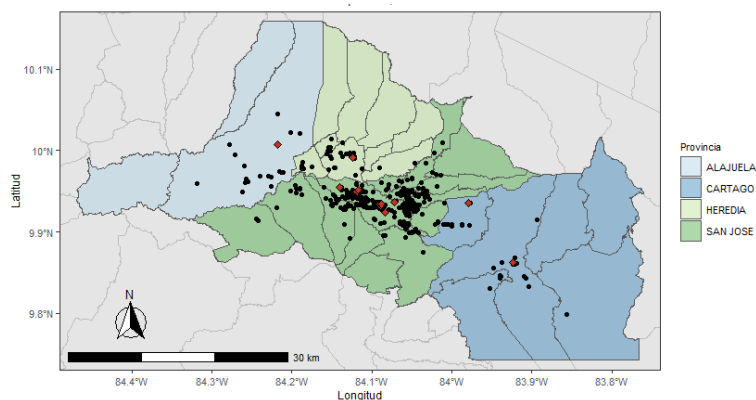 10.1°N
10°N
9.9°N
9.8°N
Latitud
N
30 km
84.4°W
84.3°W
84.2°W
84.1°W
84°W
83.9°W
83.8°W
Longitud
Provincia
ALAJUELA
CARTAGO
HEREDIA
SAN JOSE